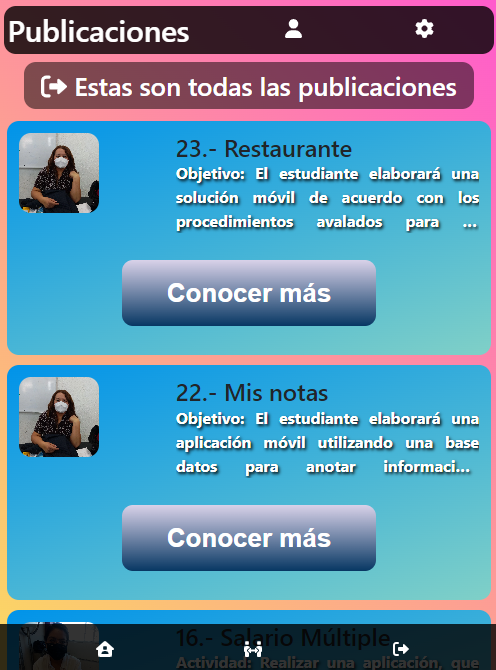 Publicaciones
Estas son todas las publicaciones
23.- Restaurante
Objetivo: El estudiante elaborará una
solución móvil de acuerdo con los
procedimientos avalados para ...
Conocer más
22.- Mis notas
Objetivo: El estudiante elaborará una
aplicación móvil utilizando una base
datos para anotar informaci...
Conocer más
16.- Salario Múltiple
Actividad: Realizar una aplicación, que